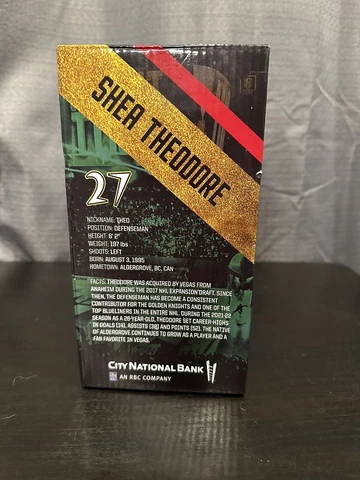 SHEA THEODORE
27
NICKNAME: THEO
POSITION: DEFENSEMAN
HEIGHT: 6' 2"
WEIGHT: 197 lbs
SHOOTS: LEFT
BORN: AUGUST 3, 1995
HOMETOWN: ALDERGROVE, BC, CAN
FACTS: THEODORE WAS ACQUIRED BY VEGAS FROM
ANAHEIM DURING THE 2017 NHL EXPANSION DRAFT. SINCE
THEN, THE DEFENSEMAN HAS BECOME A CONSISTENT
CONTRIBUTOR FOR THE GOLDEN KNIGHTS AND ONE OF THE
TOP BLUELINERS IN THE ENTIRE NHL. DURING THE 2021-22
SEASON AS A 26-YEAR-OLD, THEODORE SET CAREER-HIGHS
IN GOALS (14), ASSISTS (38) AND POINTS (52). THE NATIVE
OF ALDERGROVE CONTINUES TO GROW AS A PLAYER AND A
FAN FAVORITE IN VEGAS.
CITY NATIONAL BANK
AN RBC COMPANY